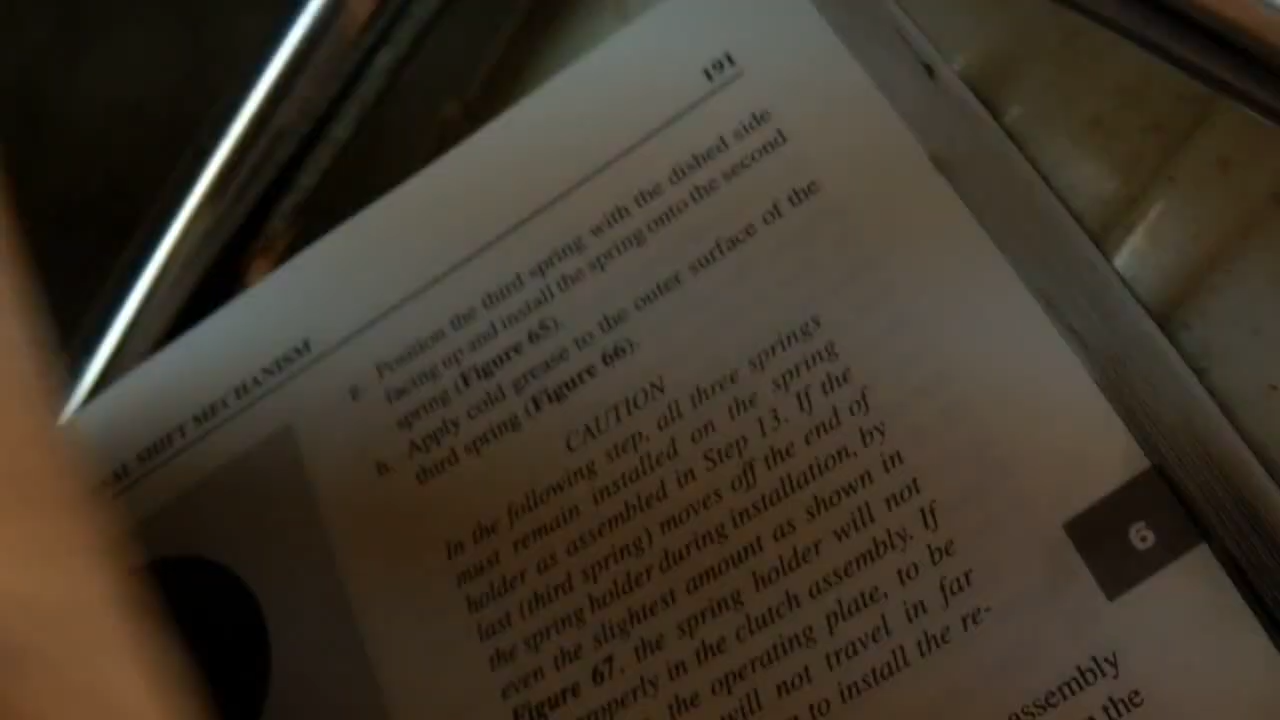 191
SHIFT MECHANISM
g. Position the third spring with the dished side
facing up and install the spring onto the second
spring (Figure 65).
h. Apply cold grease to the outer surface of the
third spring (Figure 66).
CAUTION
In the following step, all three springs
must remain installed on the spring
holder as assembled in Step 13. If the
last (third spring) moves off the end of
the spring holder during installation, by
even the slightest amount as shown in
Figure 67, the spring holder will not
properly in the clutch assembly. If
the operating plate, to be
will not travel in far
to install the re-
assembly
the
6